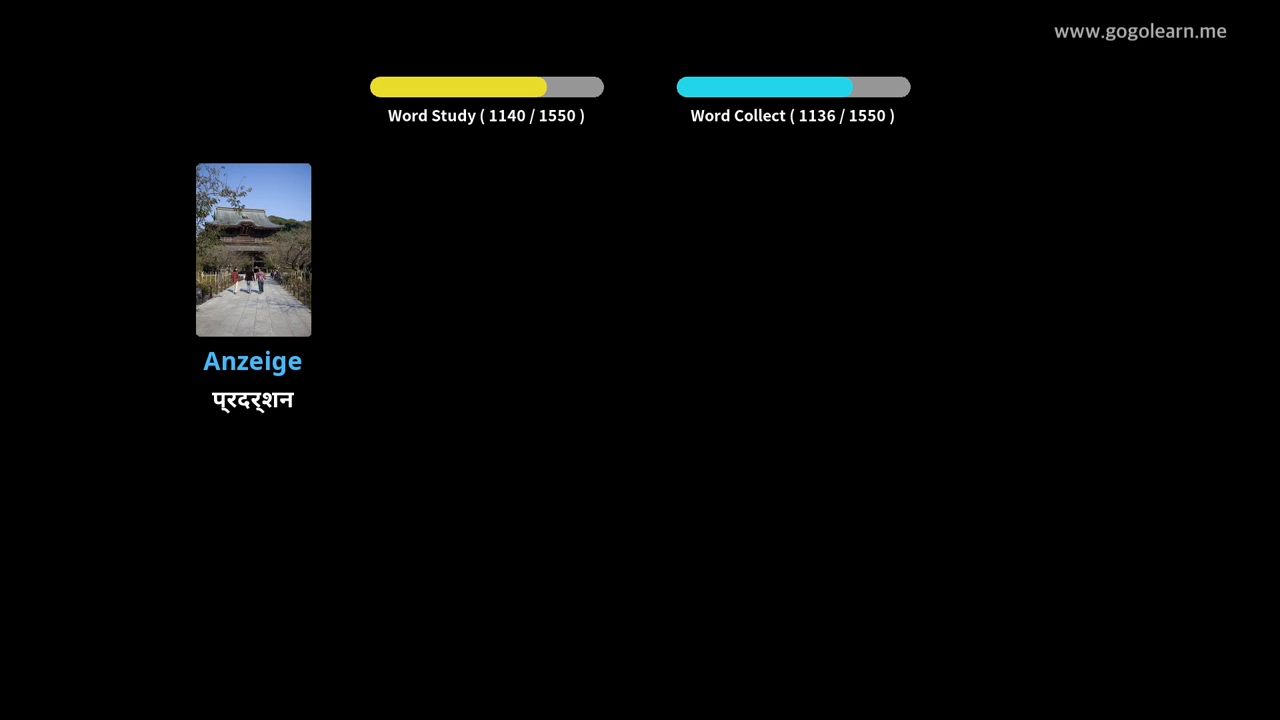 www.gogolearn.me
Word Study ( 1140 / 1550 )
Word Collect ( 1136 / 1550 )
Anzeige
प्रदर्शन